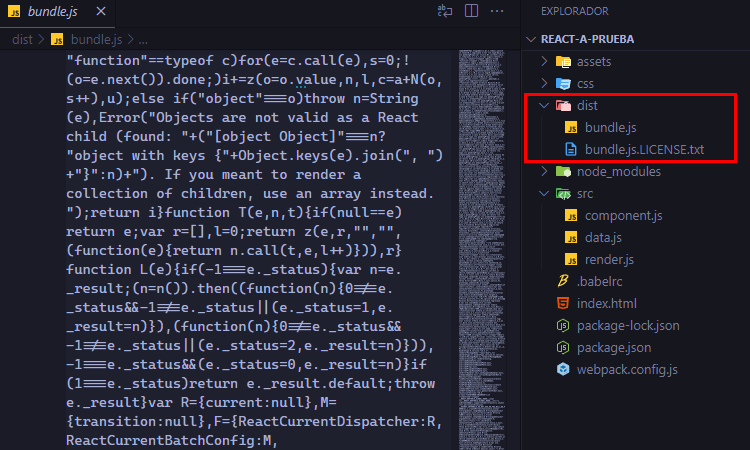 bundle.js
EXPLORADOR
dist > bundle.js > ...
REACT-A-PRUEBA
"function"==typeof c)for(e=c.call(e),s=0;!
(o=e.next()).done;)i+=z(o=o.value,n,l,c=a+N(o,
s++),u);else if("object"===o)throw n=String
(e),Error("Objects are not valid as a React
child (found: "+("[object Object]"===n?
"object with keys {"+Object.keys(e).join(", ")
+"}":n)+"). If you meant to render a
collection of children, use an array instead.
");return i}function T(e,n,t){if(null==e)
return e;var r=[],l=0;return z(e,r,"","",
(function(e){return n.call(t,e,l++)})),r}
function L(e){if(-1===e._status){var n=e.
_result;(n=n()).then((function(n){0!==e.
_status&&-1!==e._status||(e._status=1,e.
_result=n)}),(function(n){0!==e._status&&
-1!==e._status||(e._status=2,e._result=n)})),
-1===e._status&&(e._status=0,e._result=n)}if
(1===e._status)return e._result.default;throw
e._result}var R={current:null},M=
{transition:null},F={ReactCurrentDispatcher:R,
ReactCurrentBatchConfig:M,
assets
css
dist
bundle.js
bundle.js.LICENSE.txt
node_modules
src
component.js
data.js
render.js
.babelrc
index.html
package-lock.json
package.json
webpack.config.js